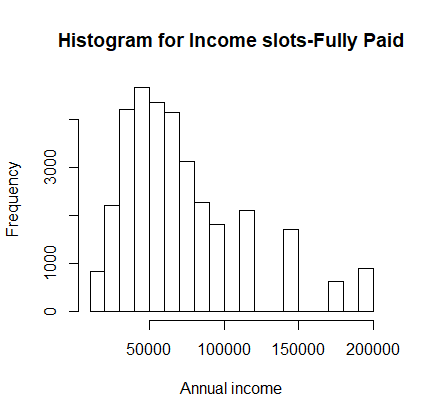 Histogram for Income slots-Fully Paid
Frequency
3000
1000
0
50000 100000 150000 200000
Annual income